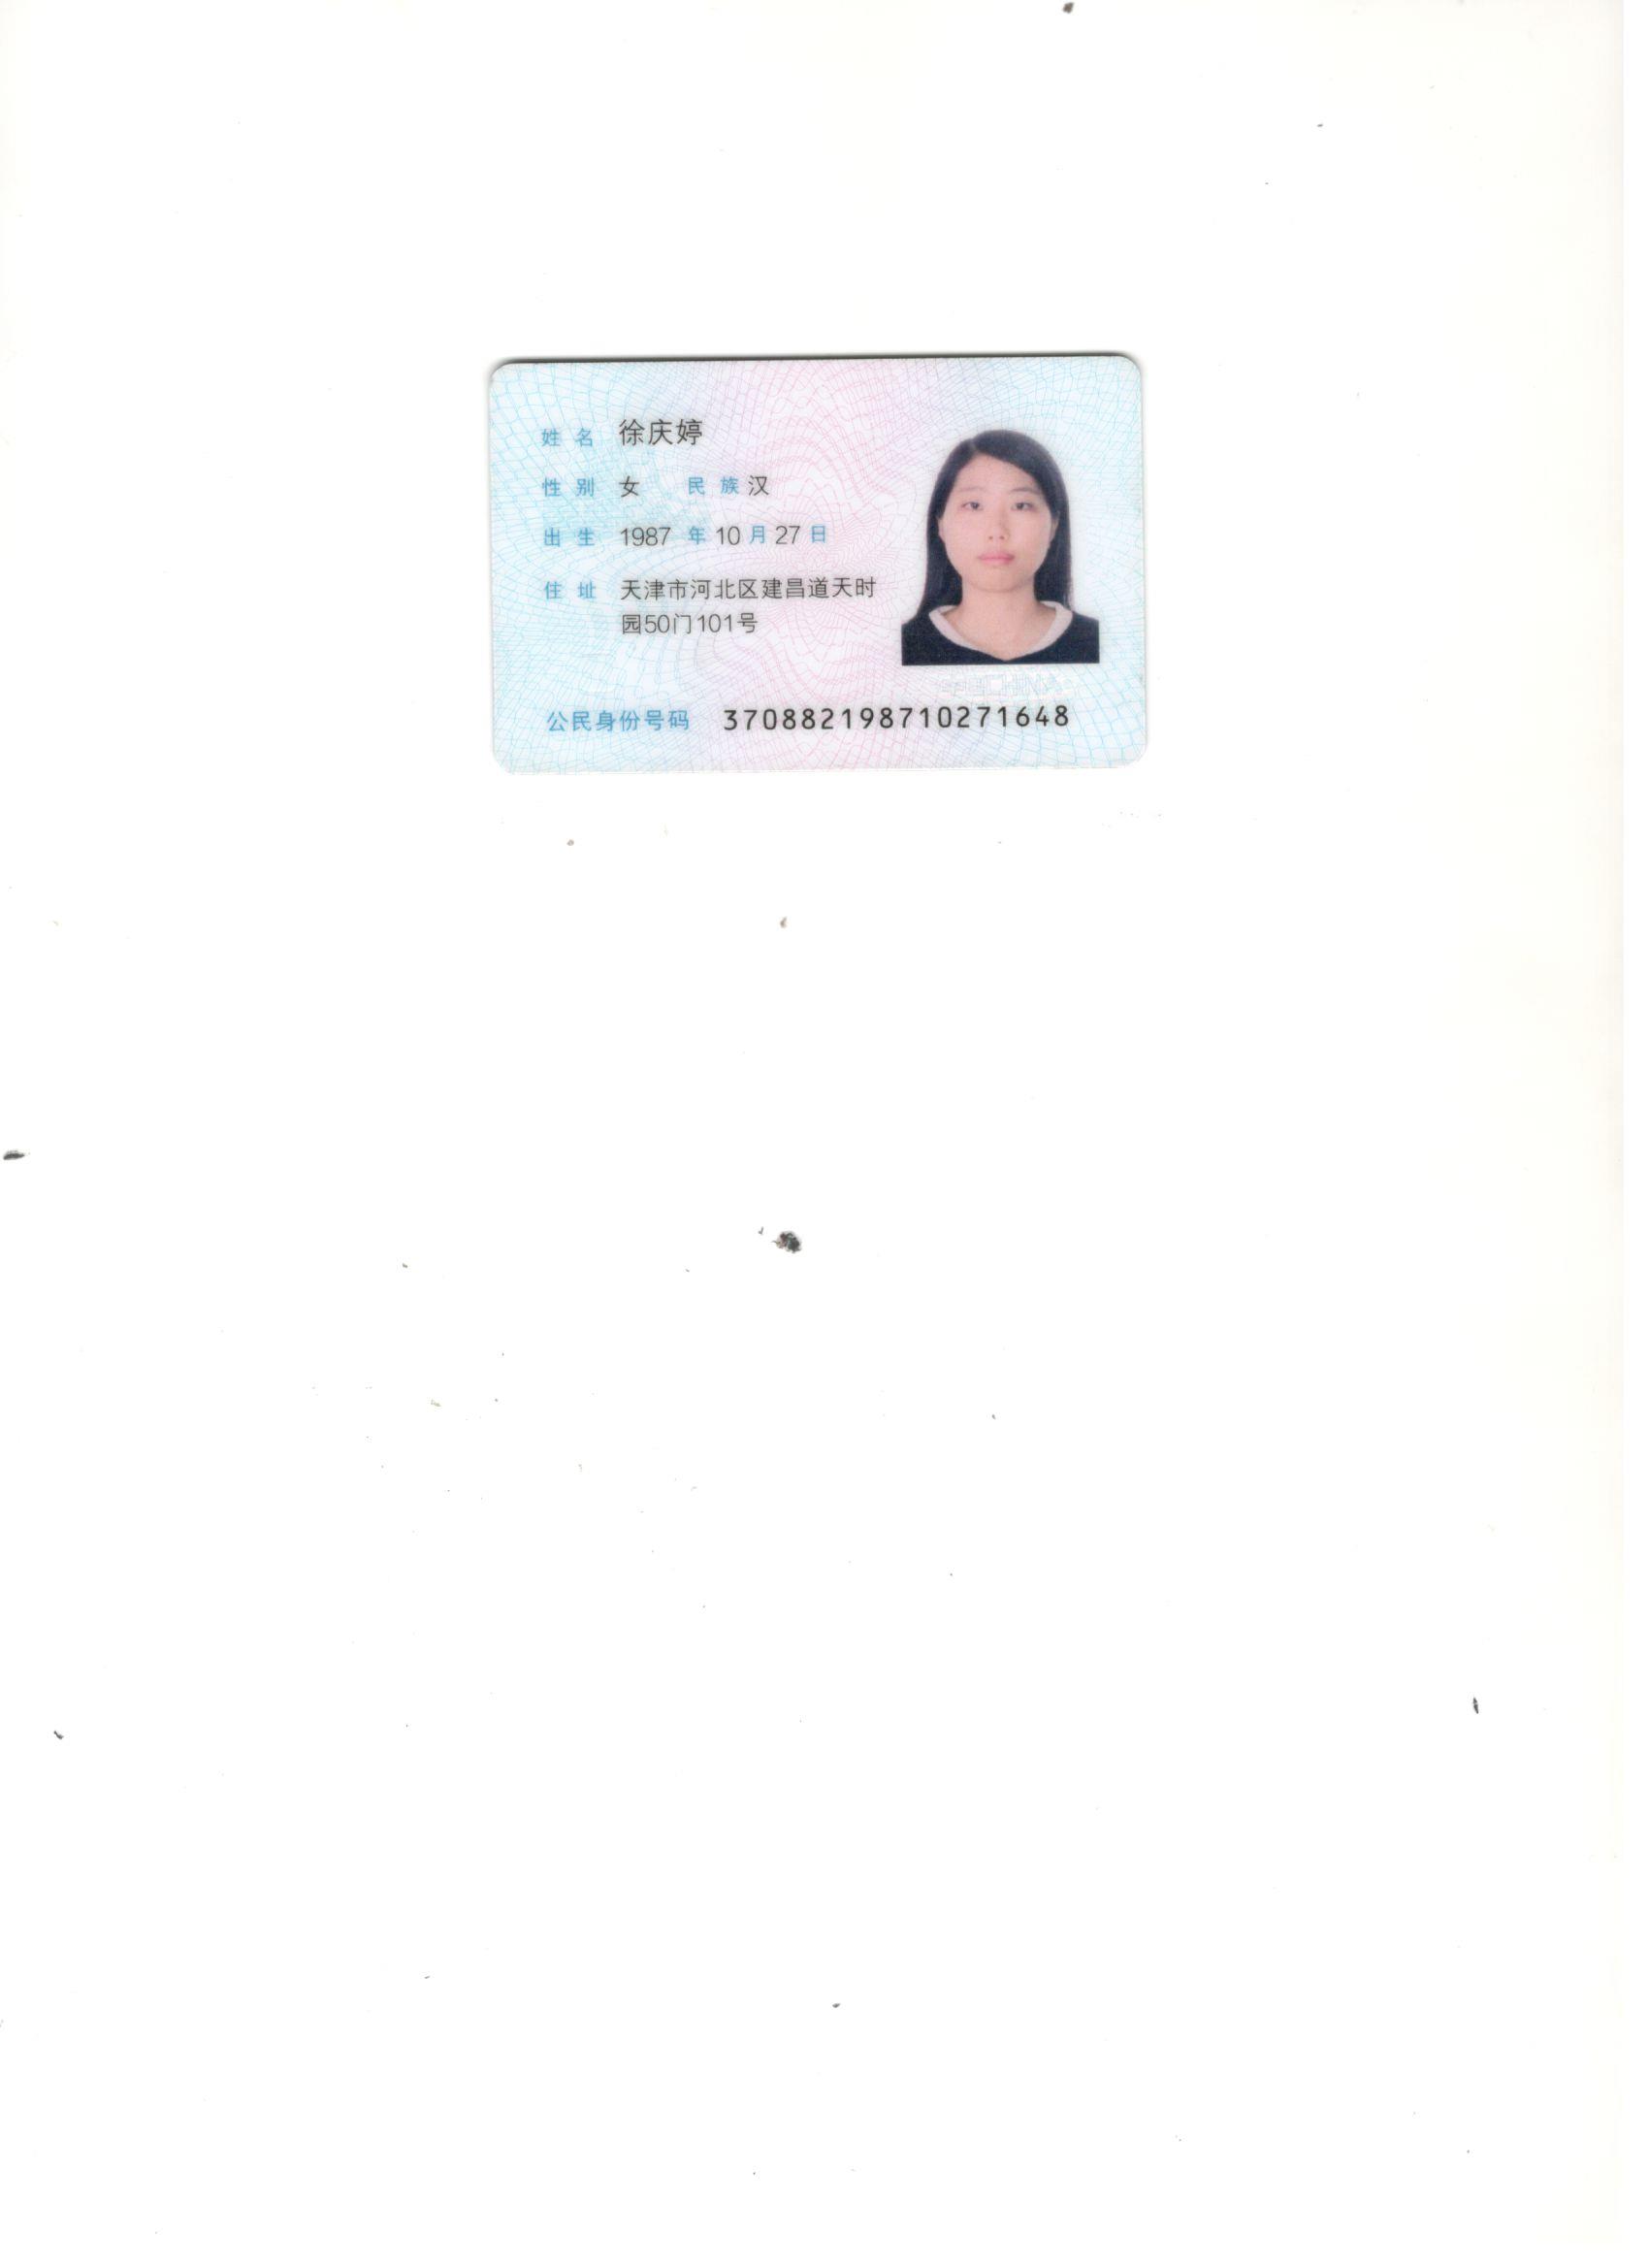 姓名 徐庆婷
性别 女 民族 汉
出生 1987 年 10 月 27 日
住址 天津市河北区建昌道天时
园50门101号
公民身份号码 370882198710271648